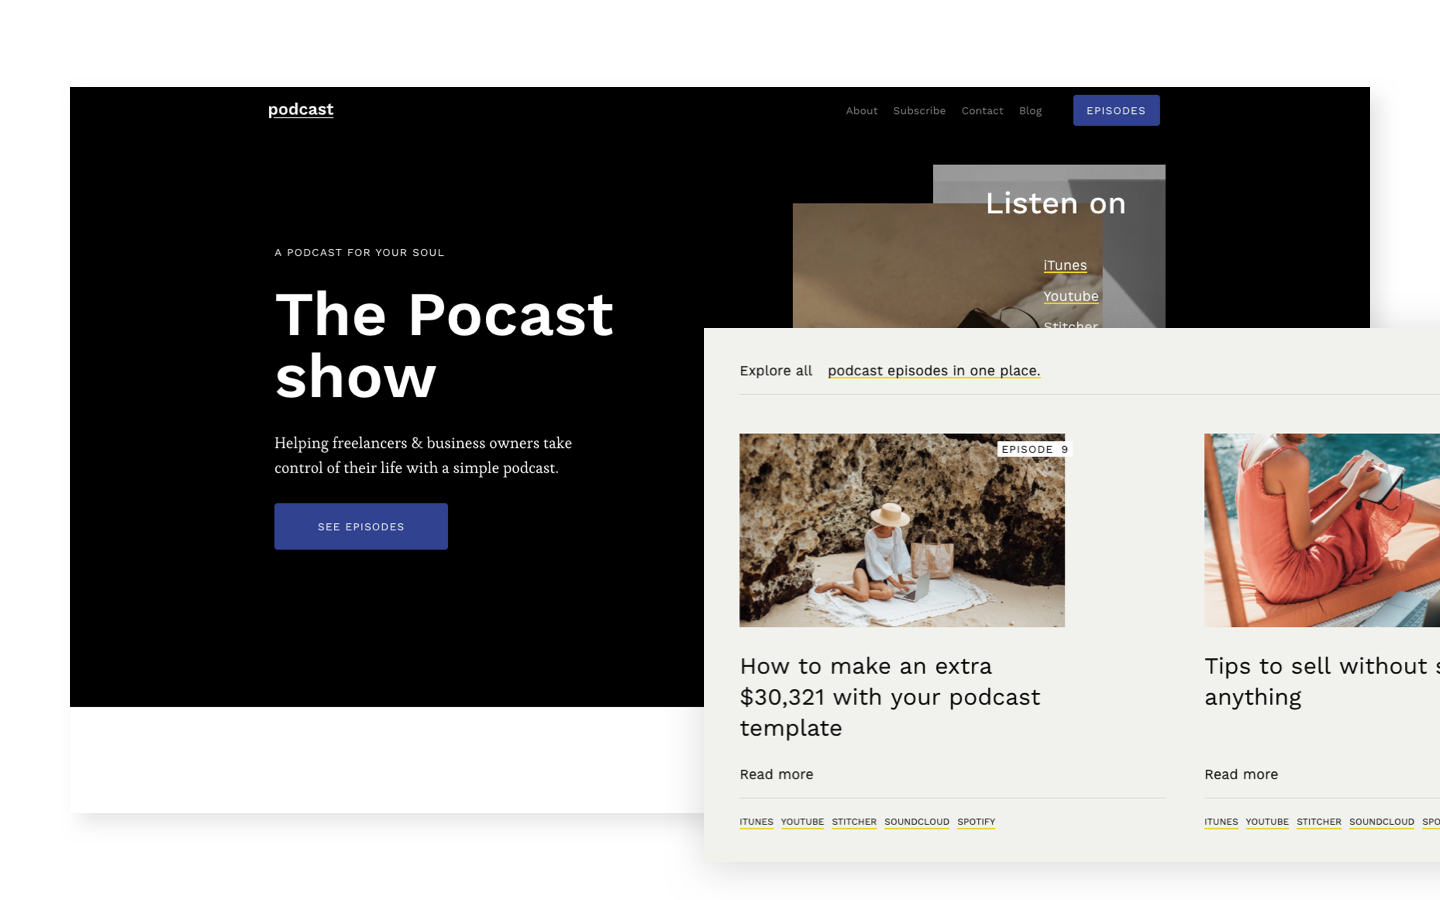 podcast
About Subscribe Contact Blog EPISODES
Listen on
iTunes
Youtube
Stitcher
A PODCAST FOR YOUR SOUL
The Pocast
show
Helping freelancers & business owners take
control of their life with a simple podcast.
SEE EPISODES
Explore all podcast episodes in one place.
EPISODE 9
How to make an extra
$30,321 with your podcast
template
Read more
ITUNES YOUTUBE STITCHER SOUNDCLOUD SPOTIFY
Tips to sell without s
anything
Read more
ITUNES YOUTUBE STITCHER SOUNDCLOUD SPO